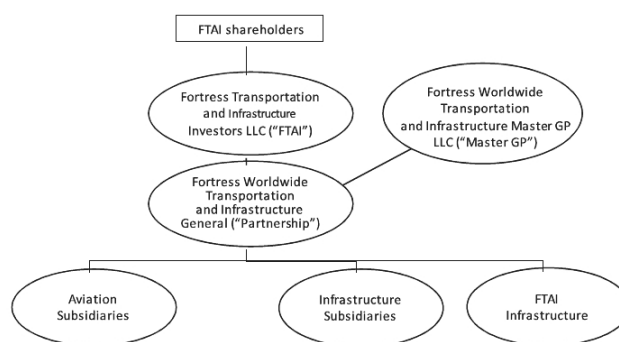 FTAI shareholders
Fortress Transportation
and Infrastructure
Investors LLC (“FTAI”)
Fortress Worldwide
Transportation
and Infrastructure Master GP
LLC (“Master GP”)
Fortress Worldwide
Transportation
and Infrastructure
General (“Partnership”)
Aviation
Subsidiaries
Infrastructure
Subsidiaries
FTAI
Infrastructure